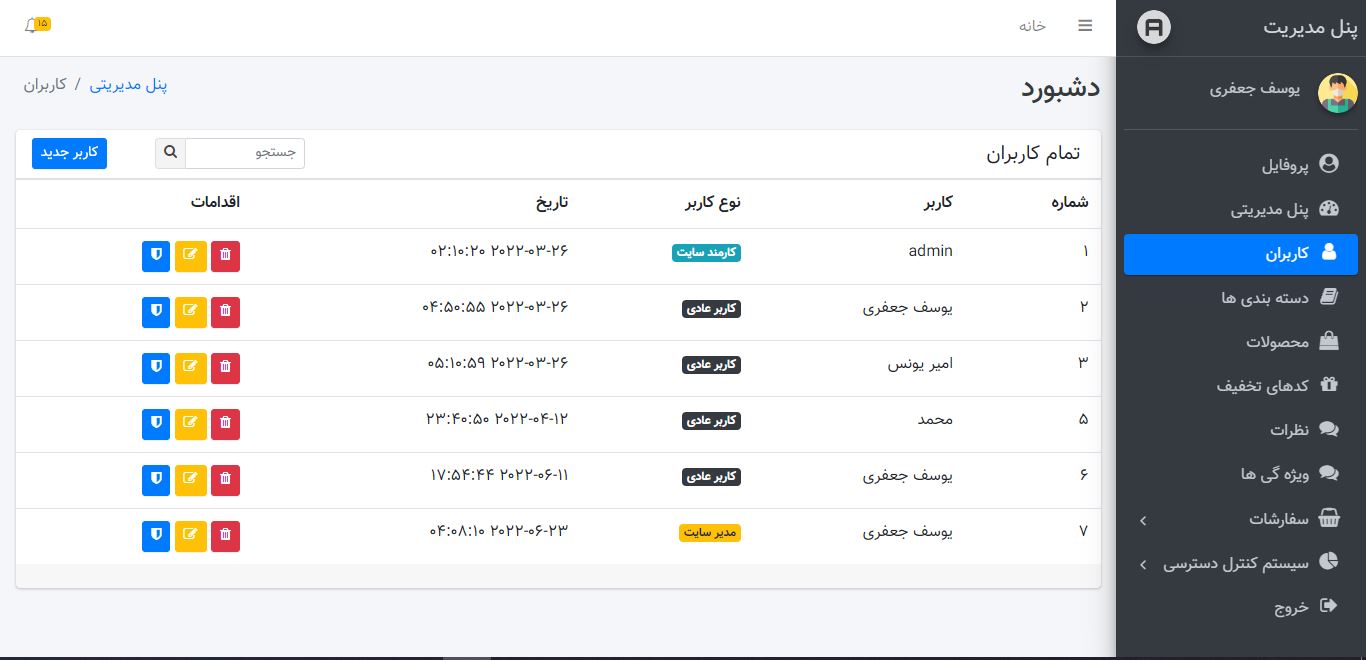 پنل مدیریت
یوسف جعفری
پروفایل
پنل مدیریتی
کاربران
دسته بندی ها
محصولات
کدهای تخفیف
نظرات
ویژه گی ها
سفارشات
سیستم کنترل دسترسی
خروج
خانه
۱۵
دشبورد
پنل مدیریتی / کاربران
تمام کاربران
جستجو
کاربر جدید
شماره کاربر نوع کاربر تاریخ اقدامات
۱ admin کارمند سایت ۲۰۲۲-۰۳-۲۶ ۰۲:۱۰:۲۰
۲ یوسف جعفری کاربر عادی ۲۰۲۲-۰۳-۲۶ ۰۴:۵۰:۵۵
۳ امیر یونس کاربر عادی ۲۰۲۲-۰۳-۲۶ ۰۵:۱۰:۵۹
۵ محمد کاربر عادی ۲۰۲۲-۰۴-۱۲ ۲۳:۴۰:۵۰
۶ یوسف جعفری کاربر عادی ۲۰۲۲-۰۶-۱۱ ۱۷:۵۴:۴۴
۷ یوسف جعفری مدیر سایت ۲۰۲۲-۰۶-۲۳ ۰۴:۰۸:۱۰